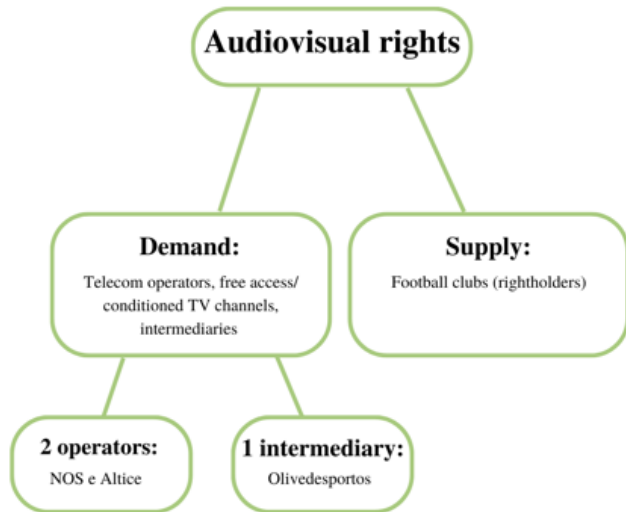 Audiovisual rights
Demand:
Telecom operators, free access/
conditioned TV channels,
intermediaries
Supply:
Football clubs (rightholders)
2 operators:
NOS e Altice
1 intermediary:
Olivedesportos